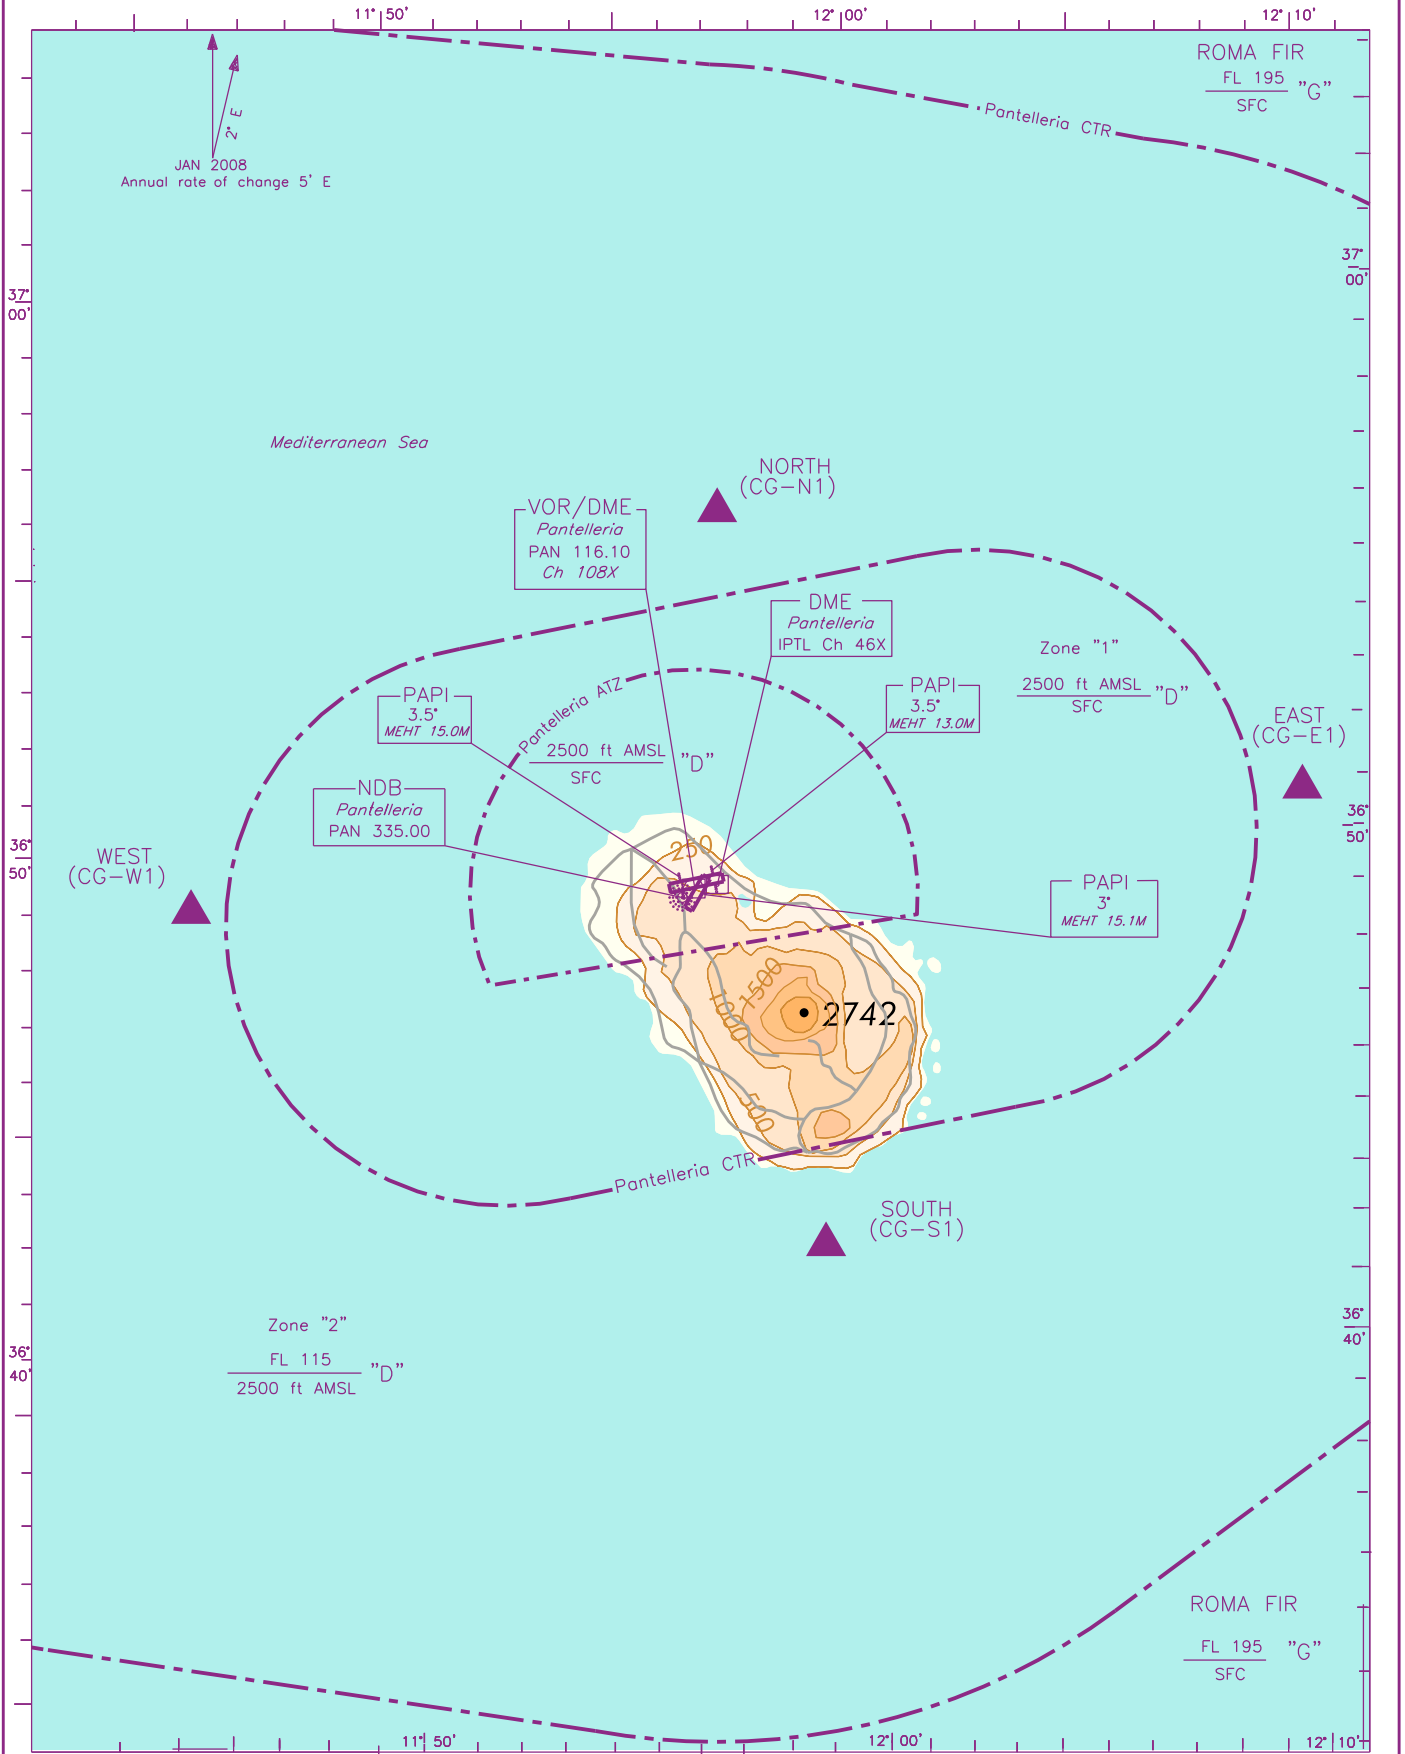 11° 50'
12° 00'
12° 10'
ROMA FIR
FL 195 "G"
SFC
Pantelleria CTR
2° E
JAN 2008
Annual rate of change 5' E
37°
00'
37°
00'
Mediterranean Sea
NORTH
(CG-N1)
VOR/DME
Pantelleria
PAN 116.10
Ch 108X
DME
Pantelleria
IPTL Ch 46X
Zone "1"
2500 ft AMSL "D"
SFC
PAPI
3.5°
MEHT 15.0M
Pantelleria ATZ
PAPI
3.5°
MEHT 13.0M
EAST
(CG-E1)
2500 ft AMSL "D"
SFC
NDB
Pantelleria
PAN 335.00
36°
50'
36°
50'
WEST
(CG-W1)
250
PAPI
3°
MEHT 15.1M
1500
1000
2742
500
Pantelleria CTR
SOUTH
(CG-S1)
Zone "2"
FL 115 "D"
2500 ft AMSL
36°
40'
36°
40'
ROMA FIR
FL 195 "G"
SFC
11° 50'
12° 00'
12° 10'